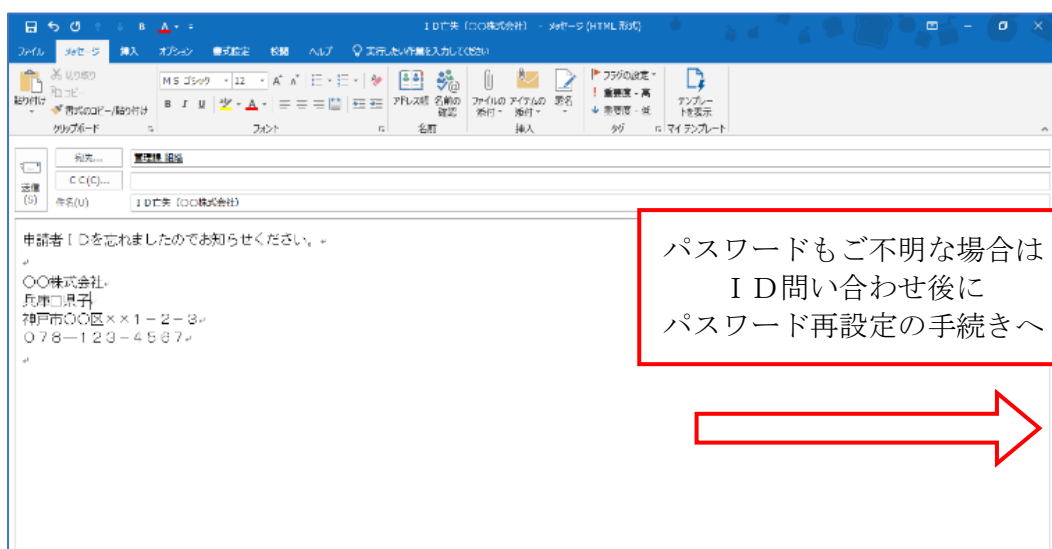 ID亡失（〇〇株式会社） - メッセージ (HTML 形式)
ファイル メッセージ 挿入 オプション 書式設定 校閲 ヘルプ 実行したい作業を入力してください
切り取り
コピー
書式のコピー/貼り付け
貼り付け
クリップボード
ＭＳ ゴシック 12
B I U
フォント
アドレス帳 名前の確認
名前
ファイルの添付 アイテムの添付 署名
挿入
フラグの設定
重要度 - 高
重要度 - 低
タグ
テンプレートを表示
マイ テンプレート
送信(S)
宛先... 管理課 担当
ＣＣ(C)...
件名(U) ＩＤ亡失（〇〇株式会社）
申請者ＩＤを忘れましたのでお知らせください。
〇〇株式会社
兵庫口県子
神戸市〇〇区××１－２－３
０７８―１２３－４５６７
パスワードもご不明な場合は
ＩＤ問い合わせ後に
パスワード再設定の手続きへ